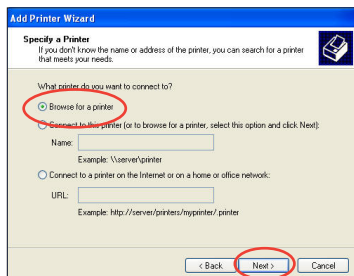 Add Printer Wizard
Specify a Printer
If you don't know the name or address of the printer, you can search for a printer
that meets your needs.
What printer do you want to connect to?
Browse for a printer
Connect to this printer (or to browse for a printer, select this option and click Next):
Name:
Example: \\server\printer
Connect to a printer on the Internet or on a home or office network:
URL:
Example: http://server/printers/myprinter/.printer
< Back Next > Cancel